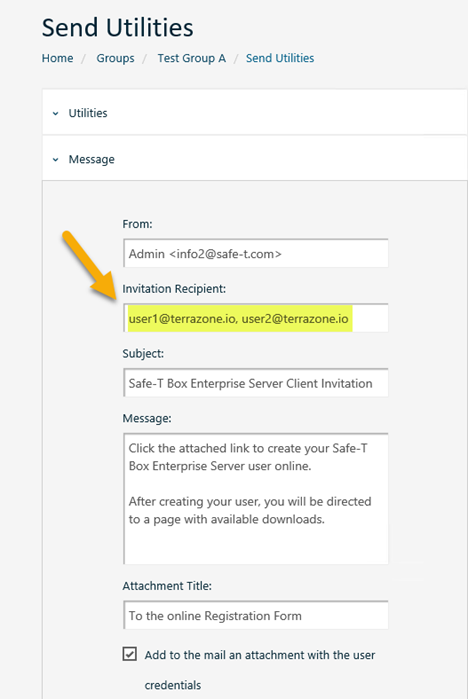 Send Utilities
Home / Groups / Test Group A / Send Utilities
Utilities
Message
From:
Admin <info2@safe-t.com>
Invitation Recipient:
user1@terrazone.io, user2@terrazone.io
Subject:
Safe-T Box Enterprise Server Client Invitation
Message:
Click the attached link to create your Safe-T
Box Enterprise Server user online.
After creating your user, you will be directed
to a page with available downloads.
Attachment Title:
To the online Registration Form
Add to the mail an attachment with the user
credentials